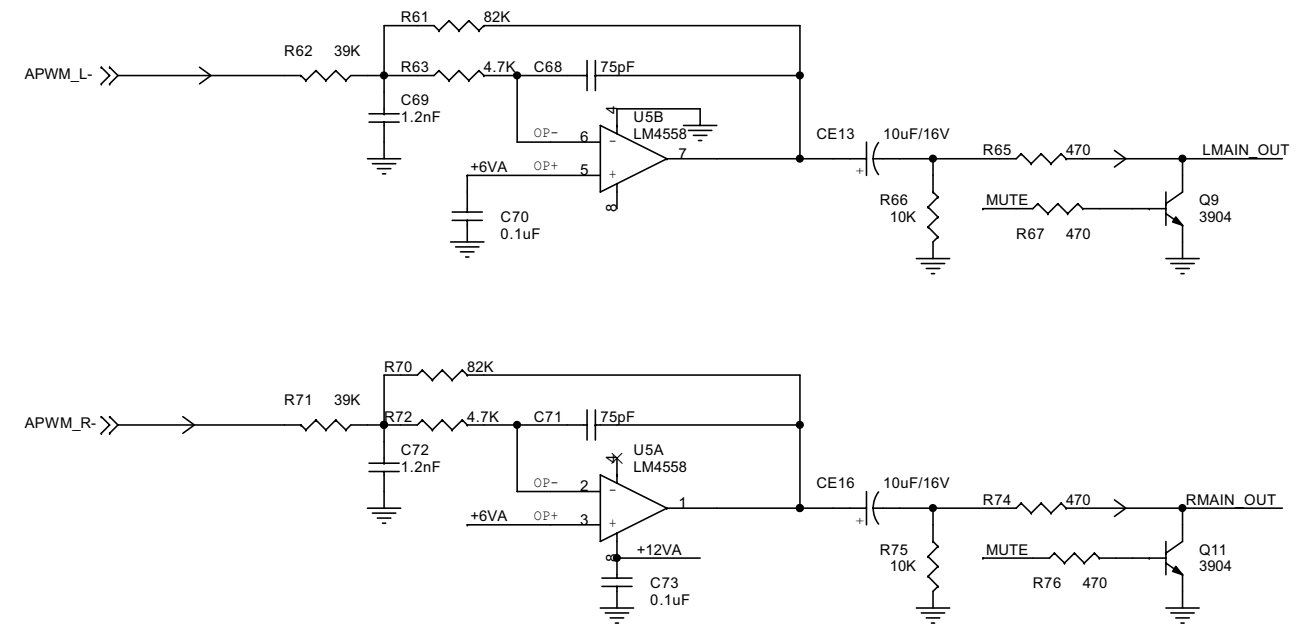 R61 82K
R62 39K
APWM_L-
R63 4.7K C68 75pF
C69
1.2nF
4
U5B
LM4558
OP- 6
-
7
+6VA OP+ 5
+
8
C70
0.1uF
CE13 10uF/16V
+
R65 470
LMAIN_OUT
R66
10K
MUTE
R67 470
Q9
3904
R70 82K
R71 39K
APWM_R-
R72 4.7K C71 75pF
C72
1.2nF
4
U5A
LM4558
OP- 2
-
1
+6VA OP+ 3
+
8
+12VA
C73
0.1uF
CE16 10uF/16V
+
R74 470
RMAIN_OUT
R75
10K
MUTE
R76 470
Q11
3904